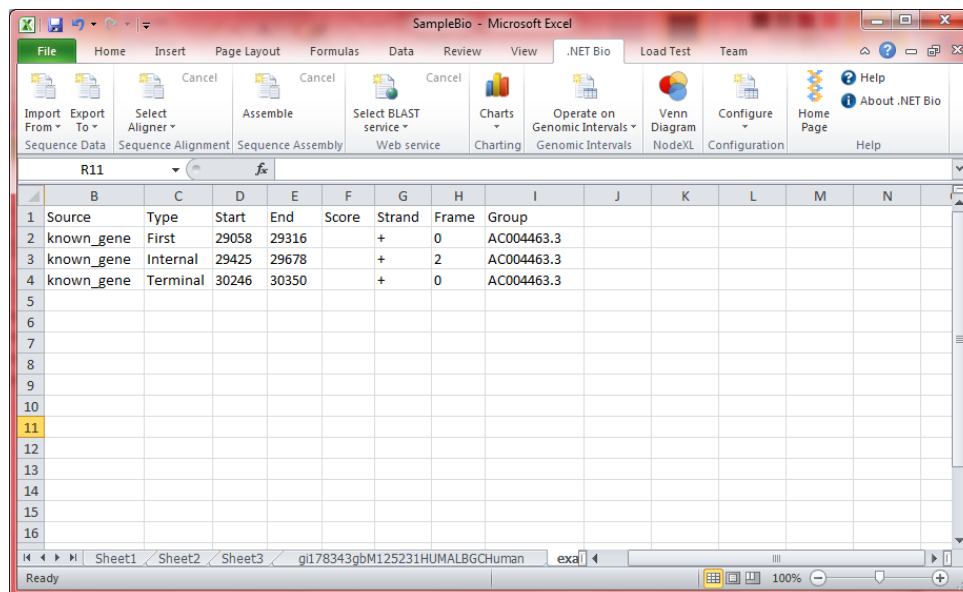 SampleBio - Microsoft Excel
File Home Insert Page Layout Formulas Data Review View .NET Bio Load Test Team
Import From Export To
Sequence Data
Select Aligner Cancel
Sequence Alignment
Assemble Cancel
Sequence Assembly
Select BLAST service Cancel
Web service
Charts
Charting
Operate on Genomic Intervals
Genomic Intervals
Venn Diagram
NodeXL
Configure
Configuration
Home Page
Help
About .NET Bio
Help
R11 fx
B C D E F G H I J K L M N
1 Source Type Start End Score Strand Frame Group
2 known_gene First 29058 29316 + 0 AC004463.3
3 known_gene Internal 29425 29678 + 2 AC004463.3
4 known_gene Terminal 30246 30350 + 0 AC004463.3
5
6
7
8
9
10
11
12
13
14
15
16
Sheet1 Sheet2 Sheet3 gi178343gbM125231HUMALBGCHuman
Ready 100%